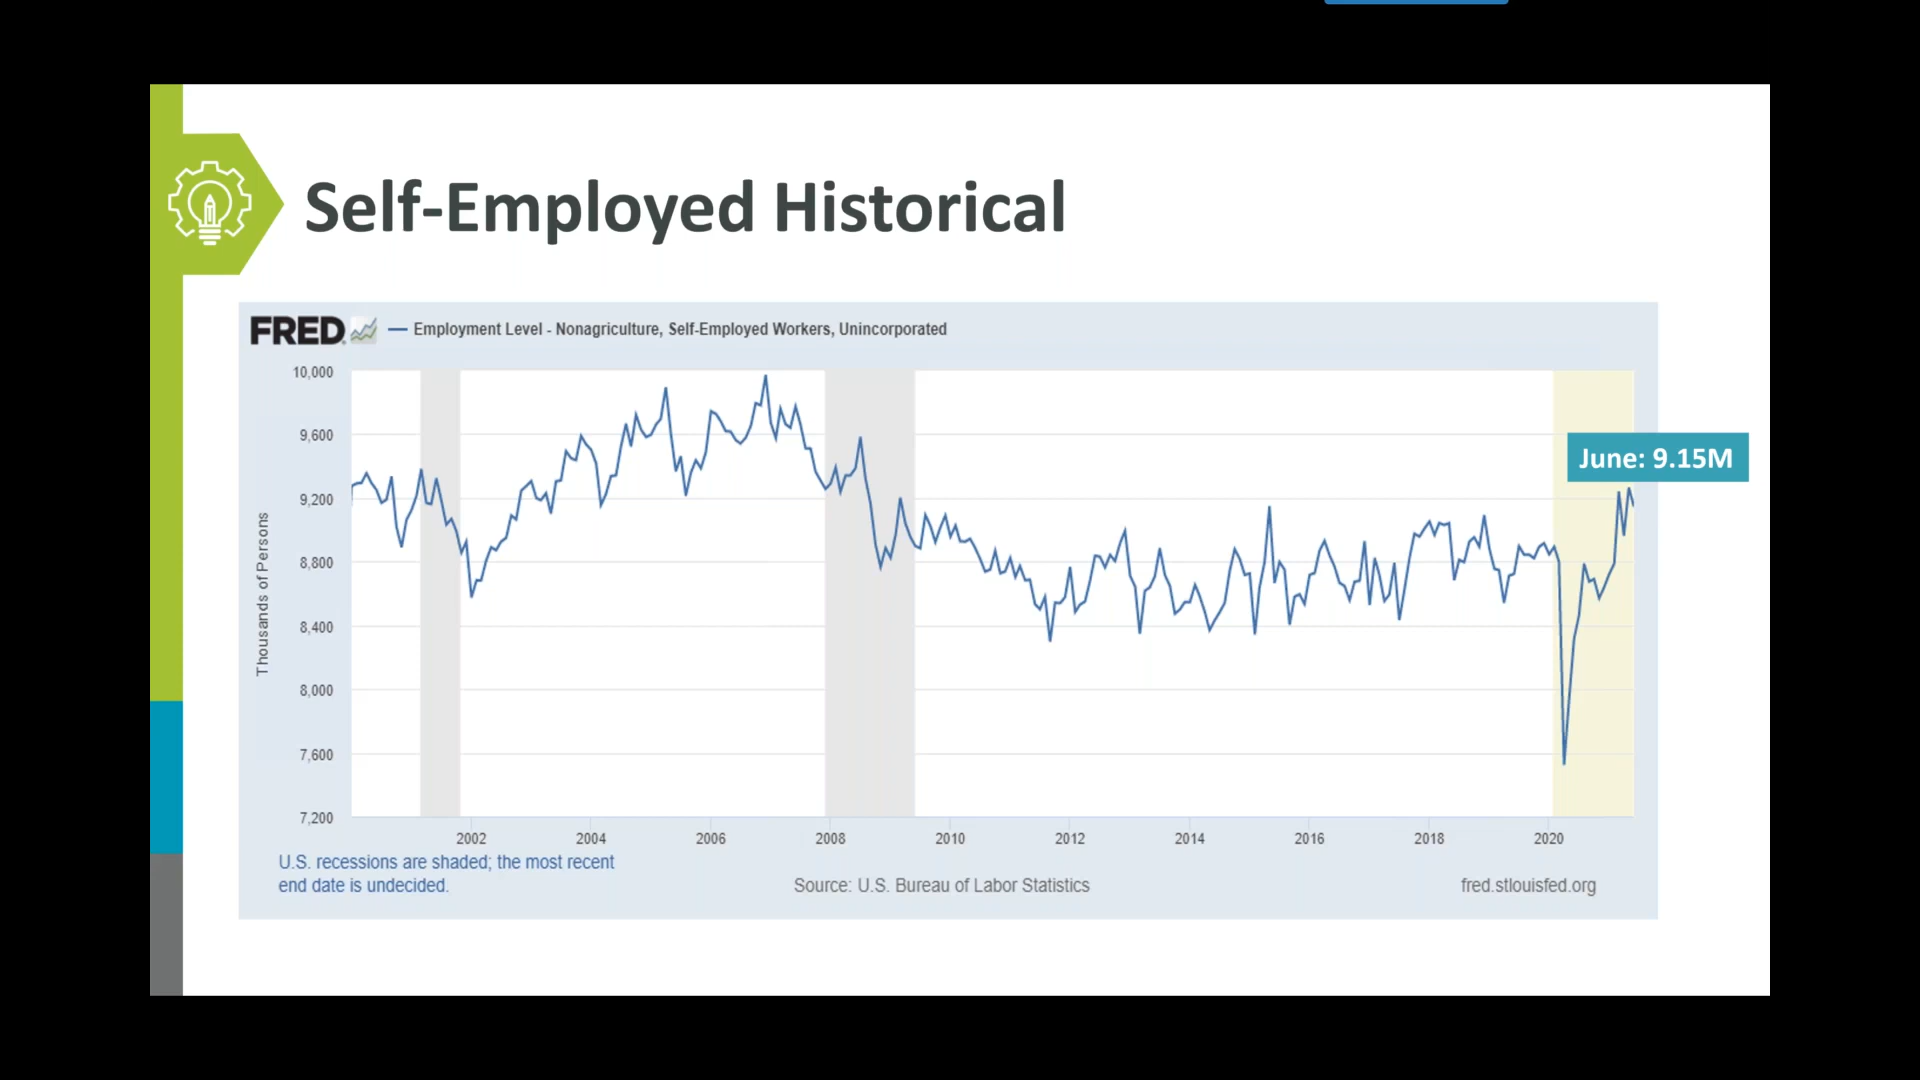 Self-Employed Historical
FRED
Employment Level - Nonagriculture, Self-Employed Workers, Unincorporated
Thousands of Persons
10,000
9,600
9,200
8,800
8,400
8,000
7,600
7,200
June: 9.15M
2002 2004 2006 2008 2010 2012 2014 2016 2018 2020
U.S. recessions are shaded; the most recent
end date is undecided.
Source: U.S. Bureau of Labor Statistics
fred.stlouisfed.org